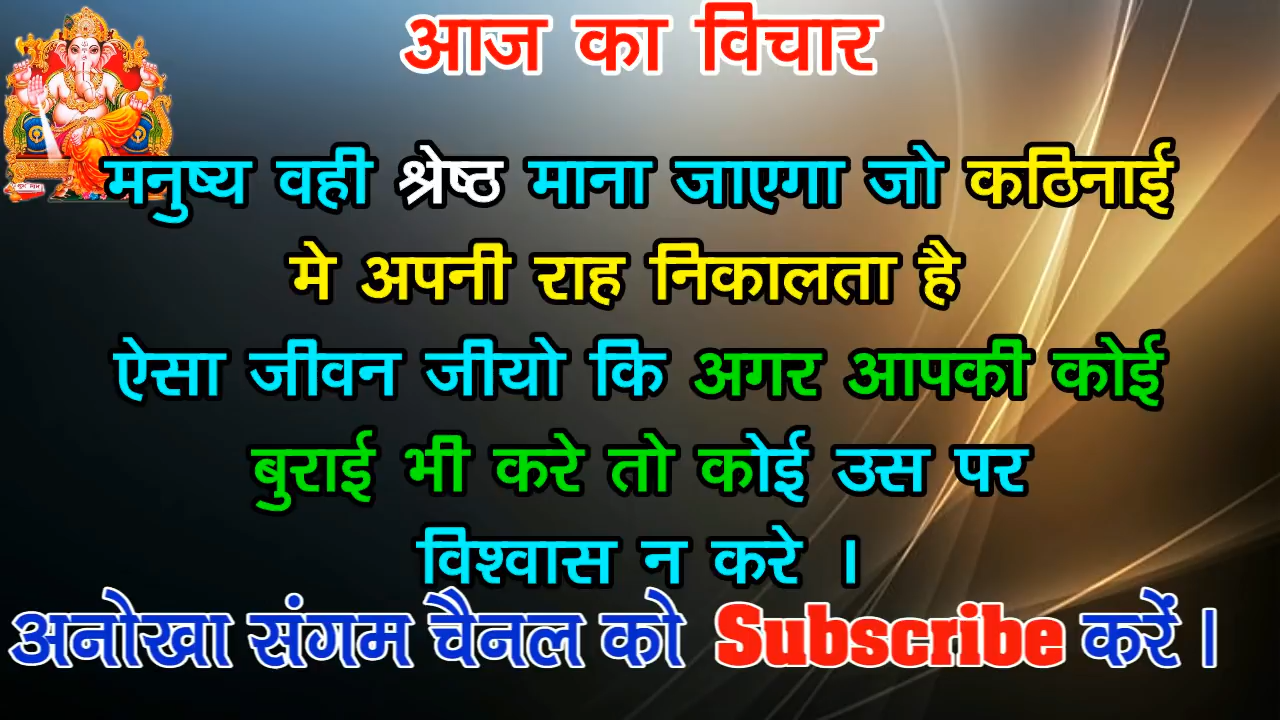 आज का विचार
मनुष्य वही श्रेष्ठ माना जाएगा जो कठिनाई
मे अपनी राह निकालता है
ऐसा जीवन जीयो कि अगर आपकी कोई
बुराई भी करे तो कोई उस पर
विश्वास न करे ।
अनोखा संगम चैनल को Subscribe करें।